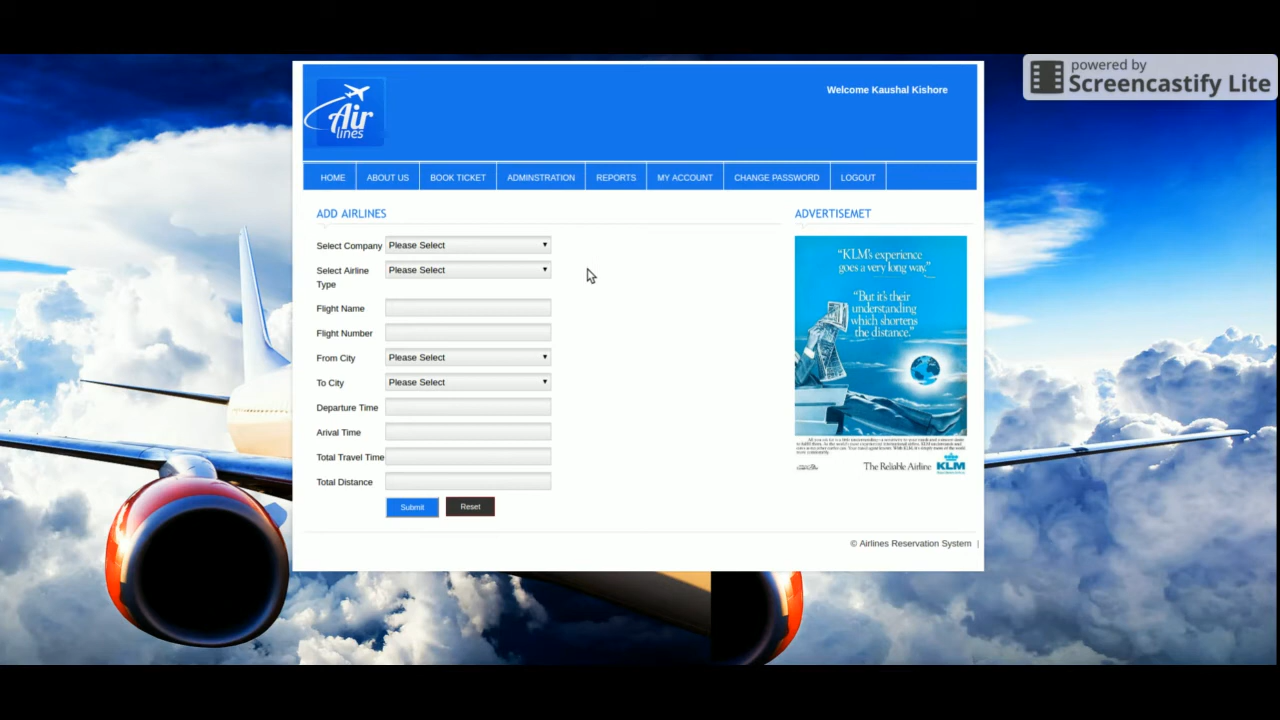 powered by
Screencastify Lite
Welcome Kaushal Kishore
Air
lines
HOME ABOUT US BOOK TICKET ADMINSTRATION REPORTS MY ACCOUNT CHANGE PASSWORD LOGOUT
ADD AIRLINES
Select Company Please Select
Select Airline Type Please Select
Flight Name
Flight Number
From City Please Select
To City Please Select
Departure Time
Arival Time
Total Travel Time
Total Distance
Submit Reset
ADVERTISEMET
“KLM's experience
goes a very long way.”
“But it's their
understanding
which shortens
the distance.”
The Reliable Airline KLM
© Airlines Reservation System |